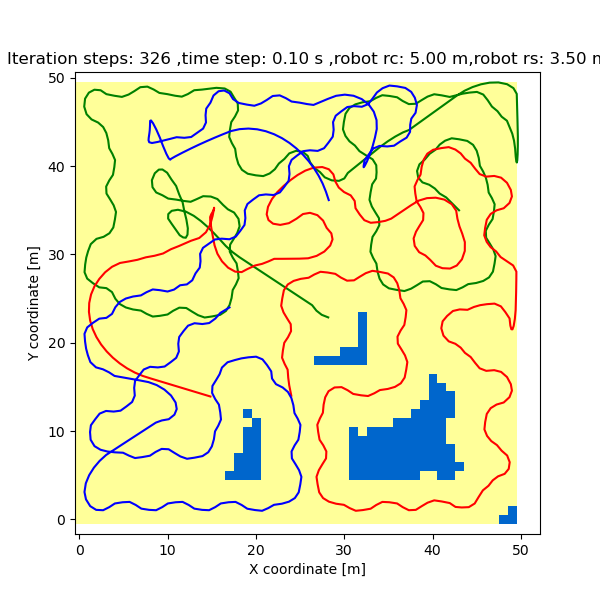 Iteration steps: 326 ,time step: 0.10 s ,robot rc: 5.00 m,robot rs: 3.50 m
50
40
30
20
10
0
Y coordinate [m]
0 10 20 30 40 50
X coordinate [m]